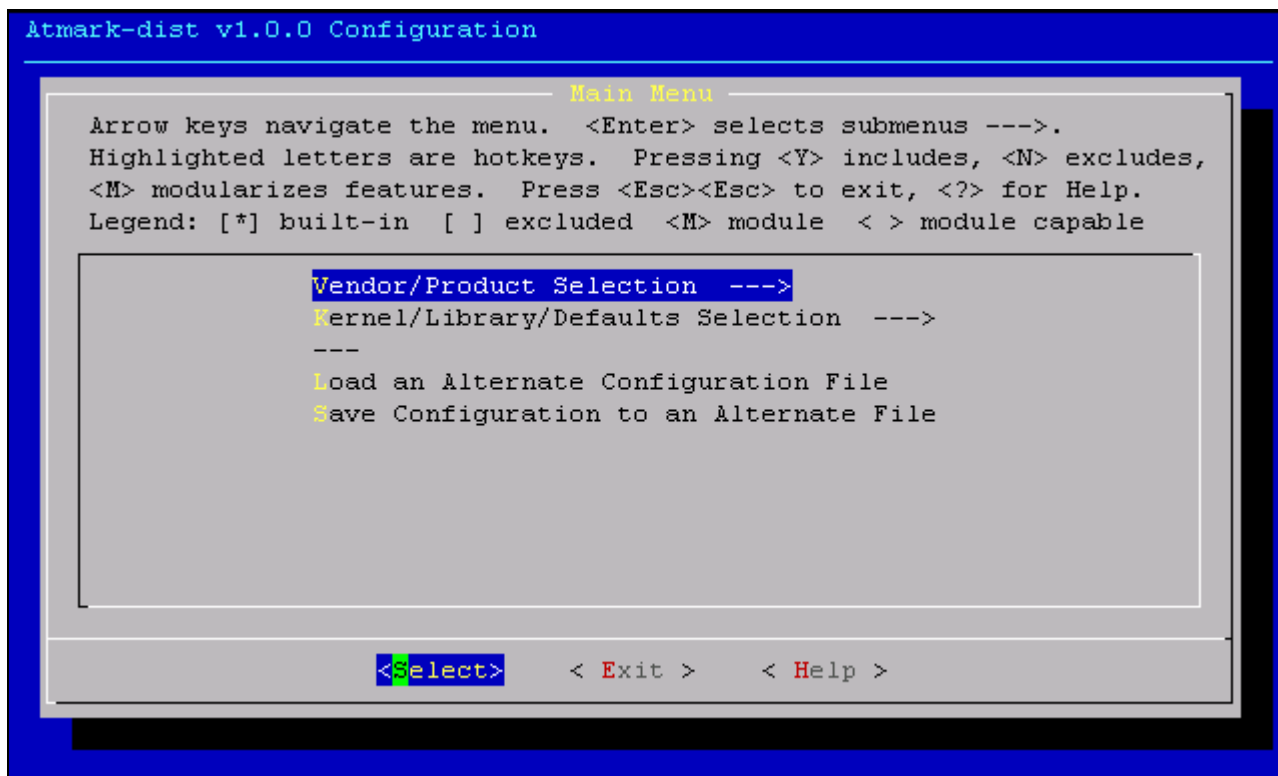 Atmark-dist v1.0.0 Configuration
Main Menu
Arrow keys navigate the menu.  <Enter> selects submenus --->.
Highlighted letters are hotkeys.  Pressing <Y> includes, <N> excludes,
<M> modularizes features.  Press <Esc><Esc> to exit, <?> for Help.
Legend: [*] built-in  [ ] excluded  <M> module  < > module capable
Vendor/Product Selection  --->
Kernel/Library/Defaults Selection  --->
---
Load an Alternate Configuration File
Save Configuration to an Alternate File
<Select>    < Exit >    < Help >